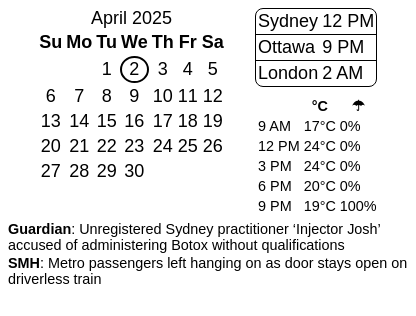 April 2025
Su Mo Tu We Th Fr Sa
1 2 3 4 5
6 7 8 9 10 11 12
13 14 15 16 17 18 19
20 21 22 23 24 25 26
27 28 29 30
Sydney 12 PM
Ottawa 9 PM
London 2 AM
°C ☂
9 AM 17°C 0%
12 PM 24°C 0%
3 PM 24°C 0%
6 PM 20°C 0%
9 PM 19°C 100%
Guardian: Unregistered Sydney practitioner ‘Injector Josh’
accused of administering Botox without qualifications
SMH: Metro passengers left hanging on as door stays open on
driverless train